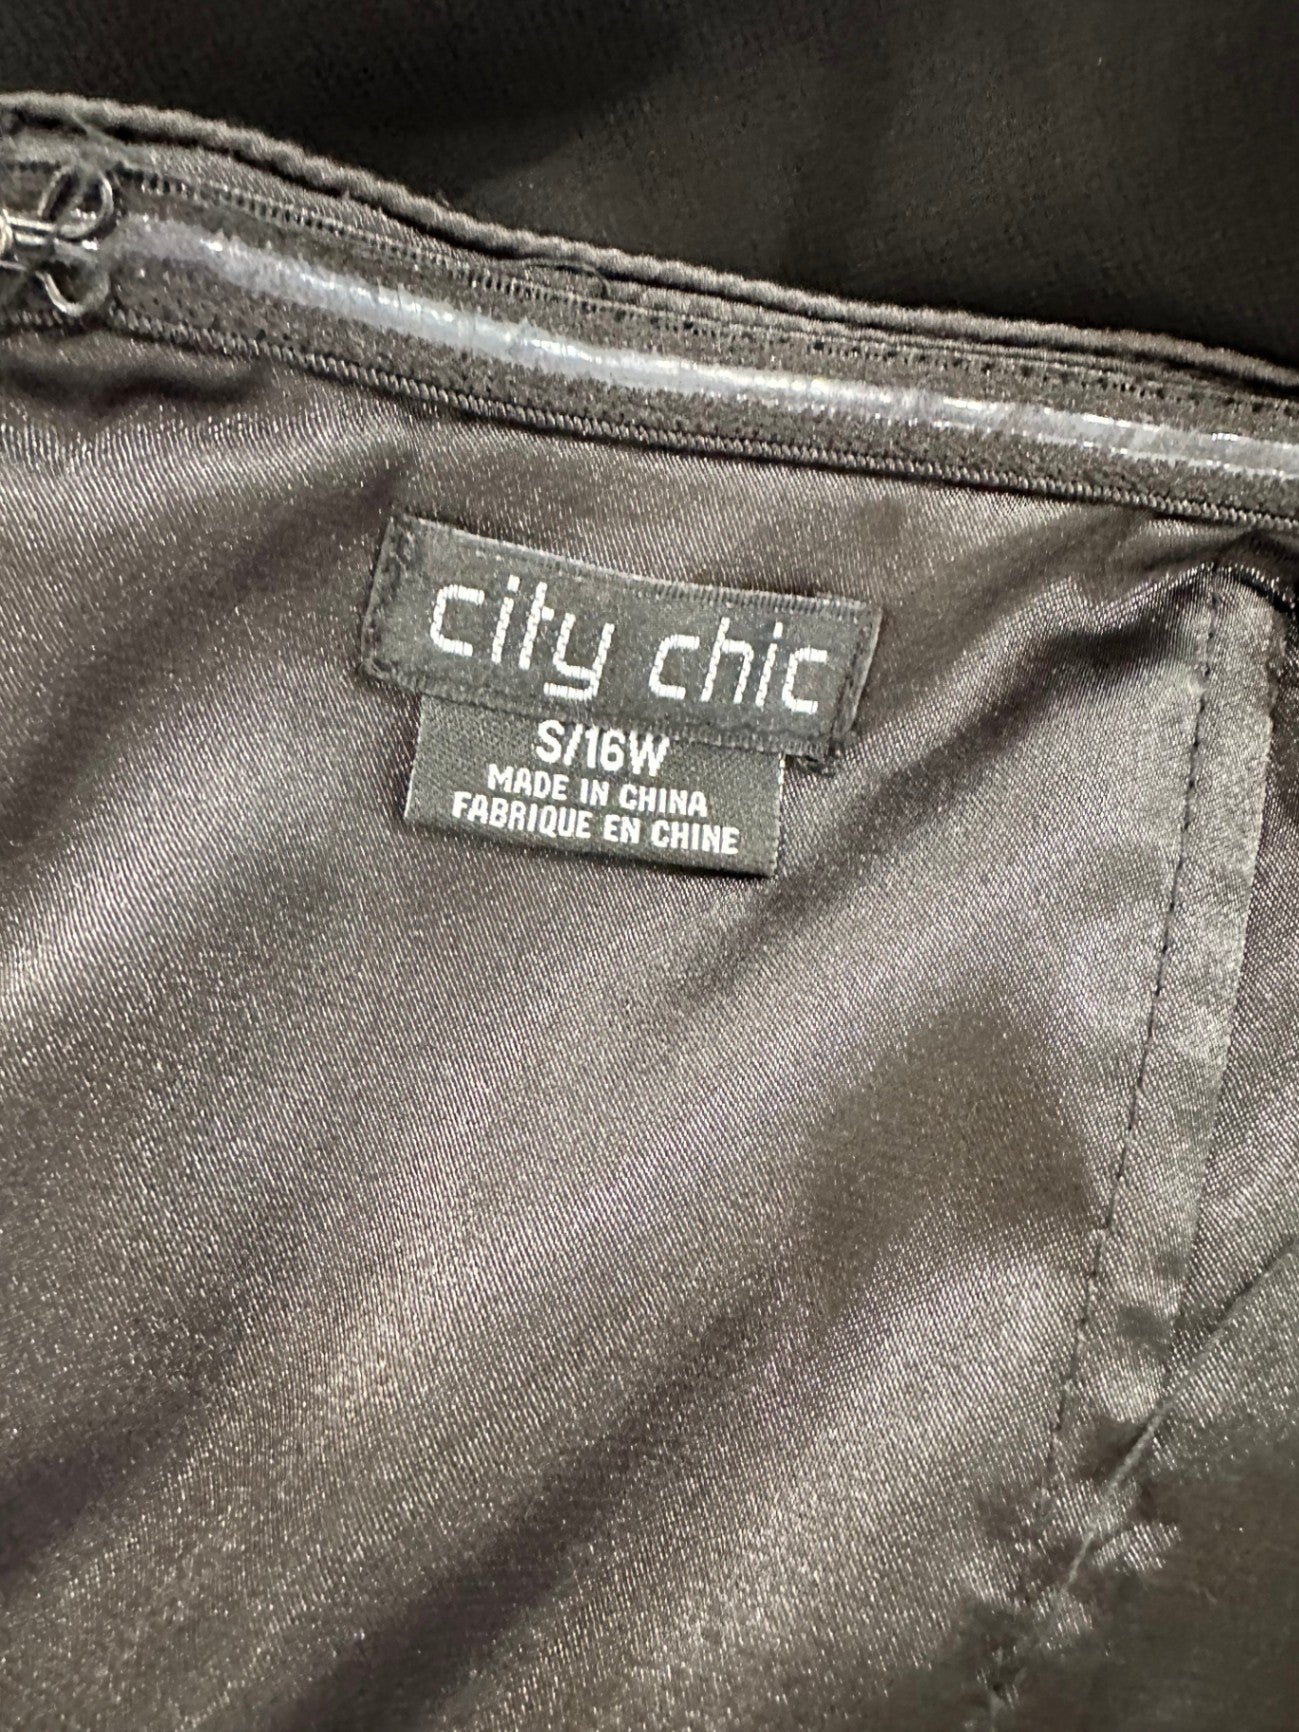 city chic
S/16W
MADE IN CHINA
FABRIQUE EN CHINE